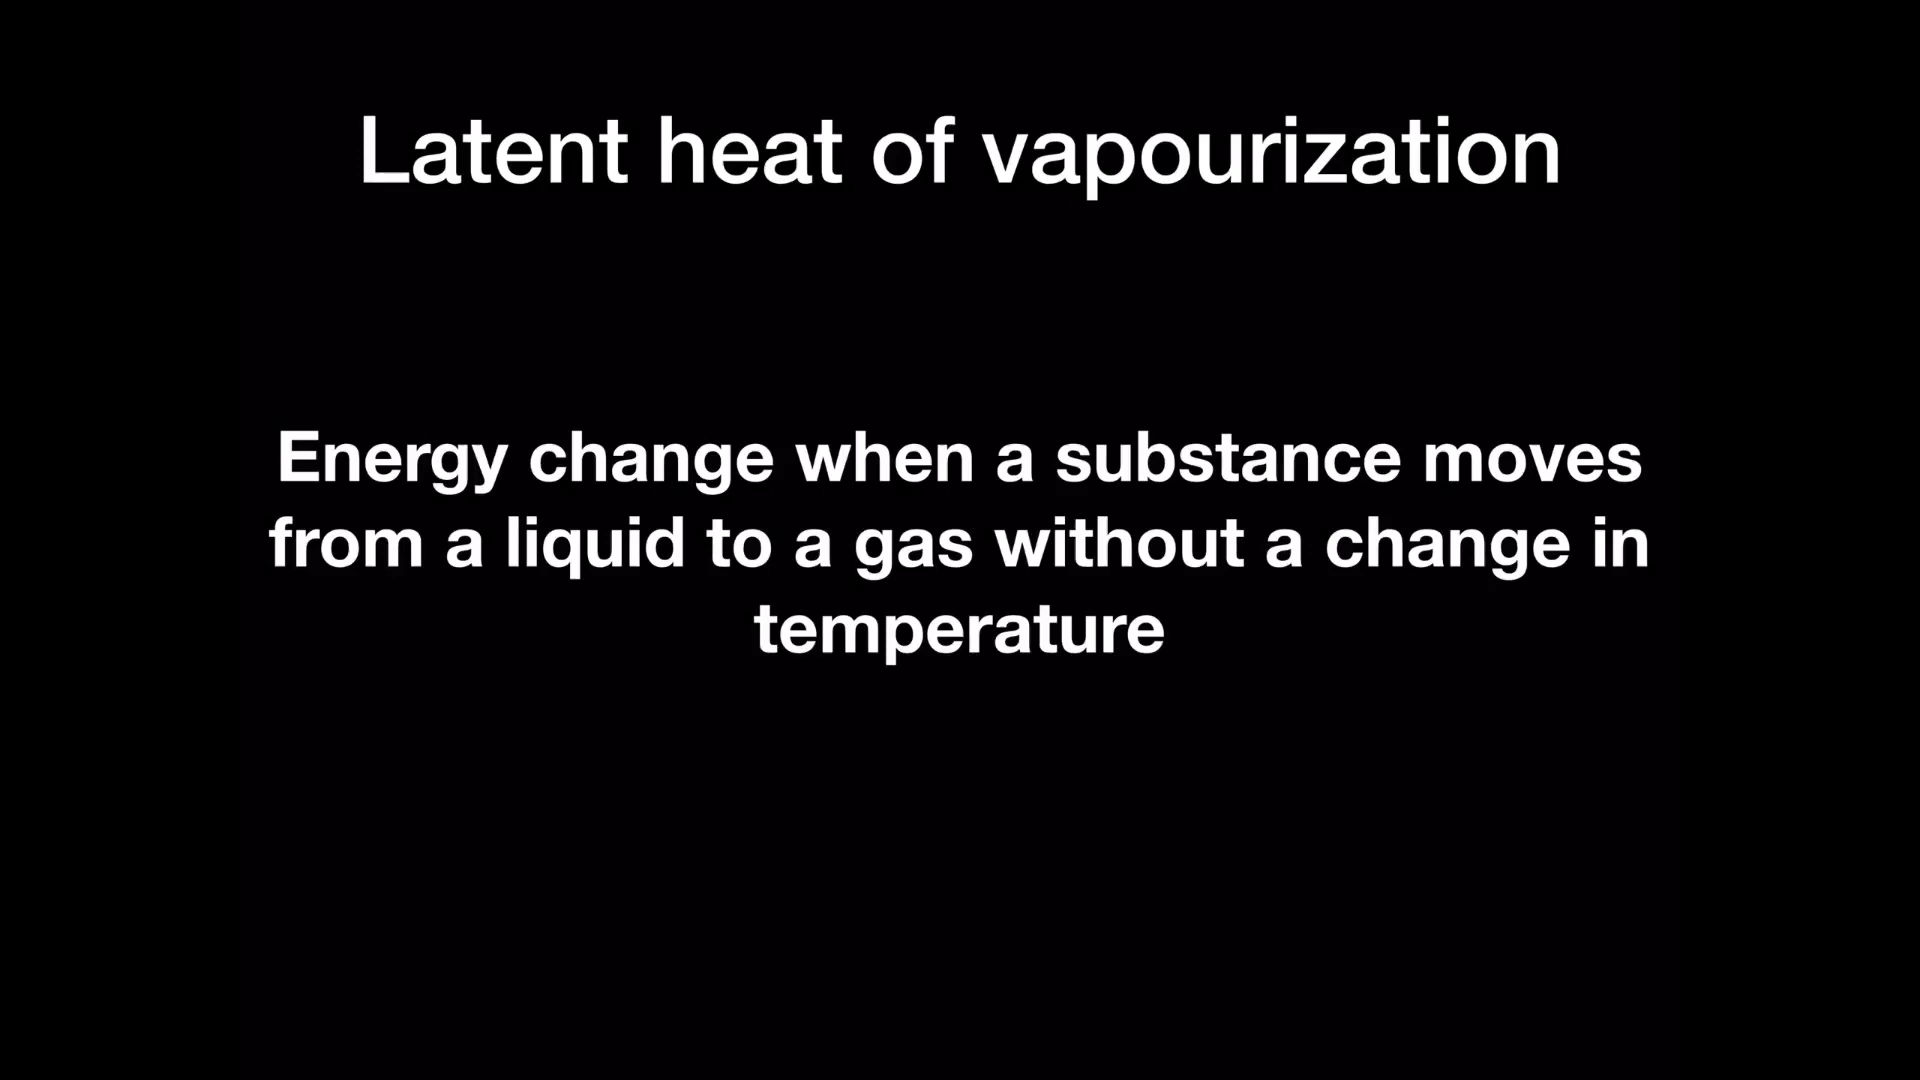 Latent heat of vapourization
Energy change when a substance moves
from a liquid to a gas without a change in
temperature